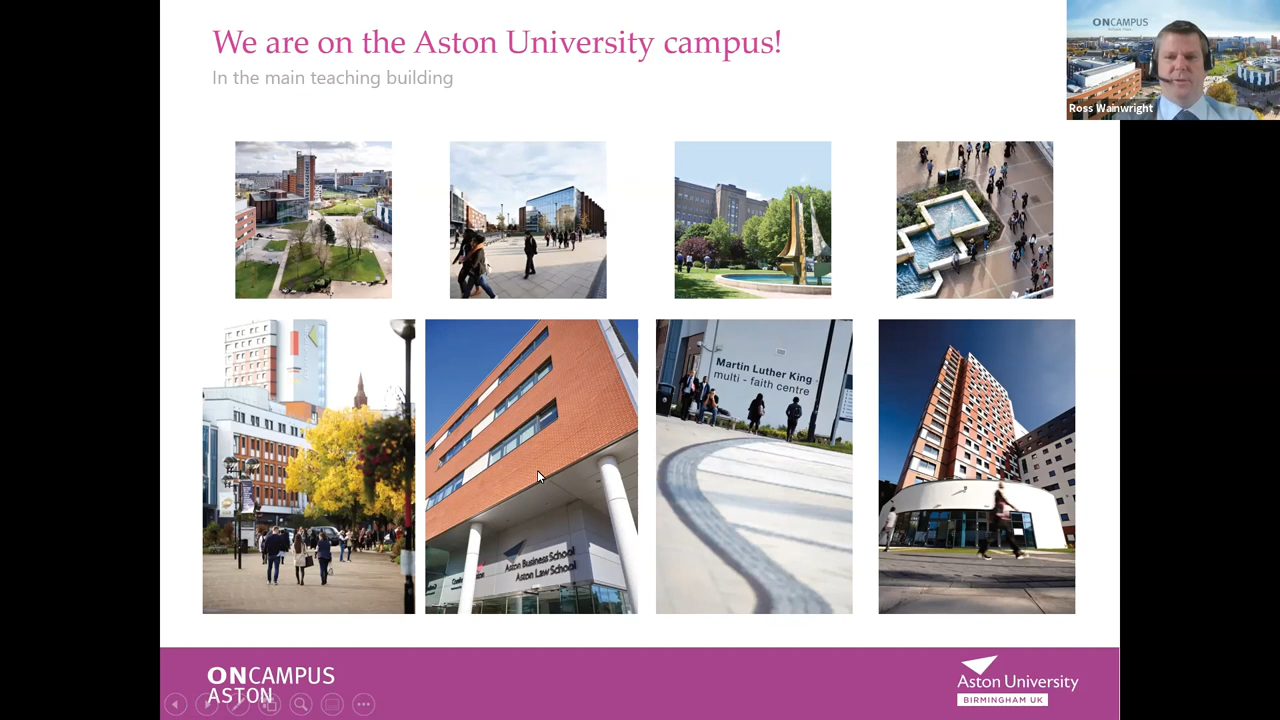 We are on the Aston University campus!
In the main teaching building
ONCAMPUS
Ross Wainwright
Martin Luther King
multi - faith centre
Aston Business School
Aston Law School
ONCAMPUS
ASTON
Aston University
BIRMINGHAM UK